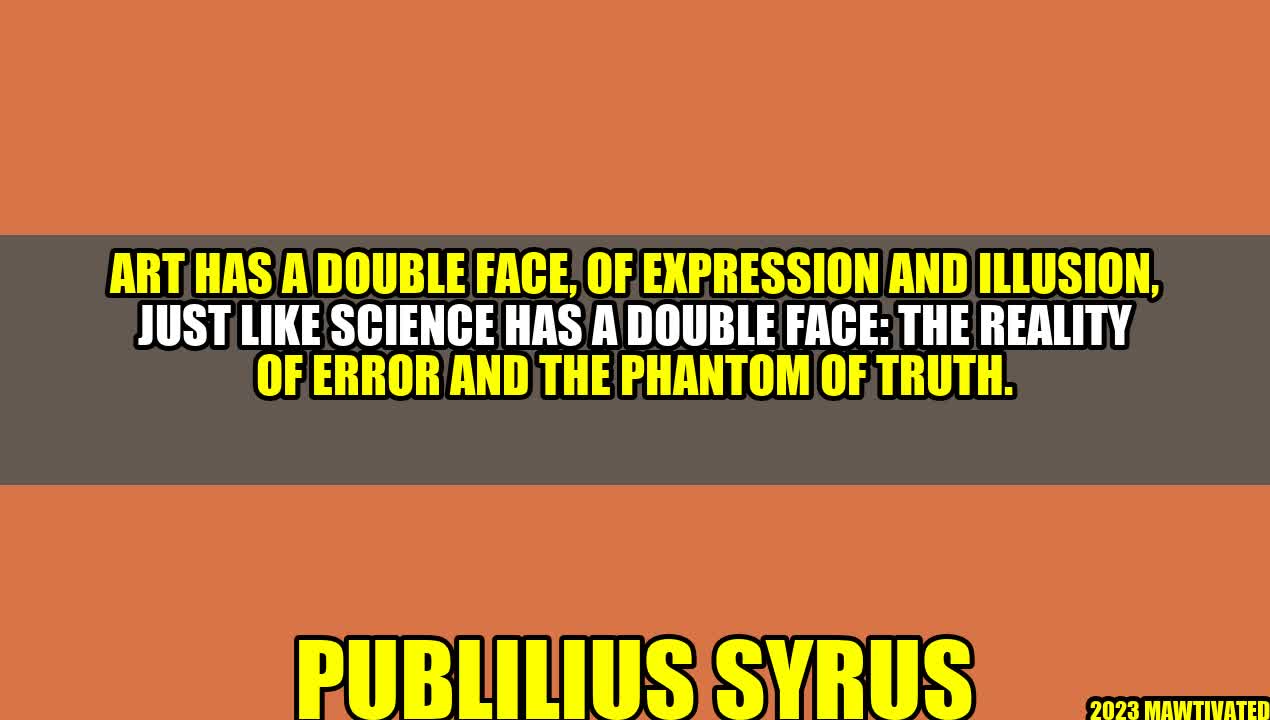 ART HAS A DOUBLE FACE, OF EXPRESSION AND ILLUSION,
JUST LIKE SCIENCE HAS A DOUBLE FACE: THE REALITY
OF ERROR AND THE PHANTOM OF TRUTH.
PUBLILIUS SYRUS
2023 MAWTIVATED